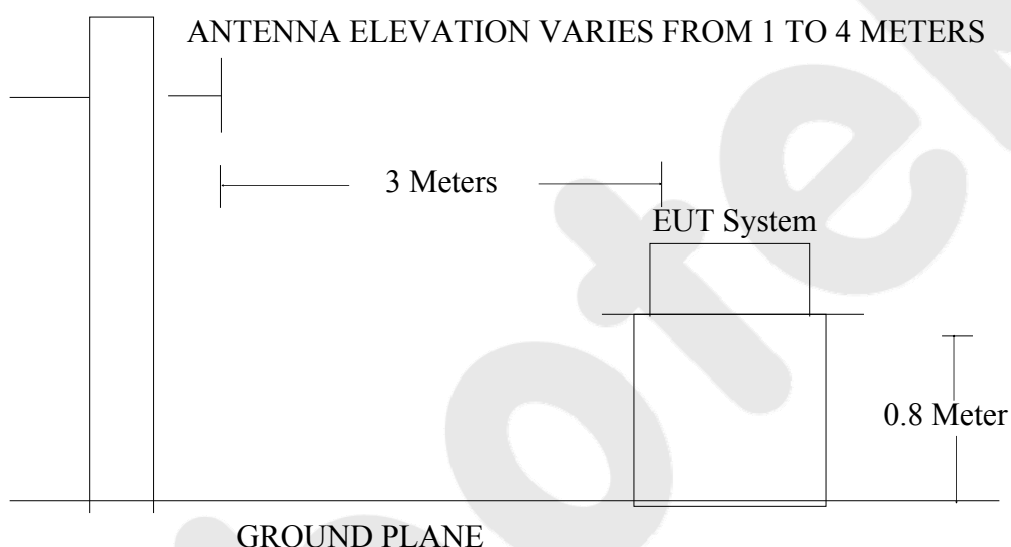 ANTENNA ELEVATION VARIES FROM 1 TO 4 METERS
3 Meters
EUT System
0.8 Meter
GROUND PLANE